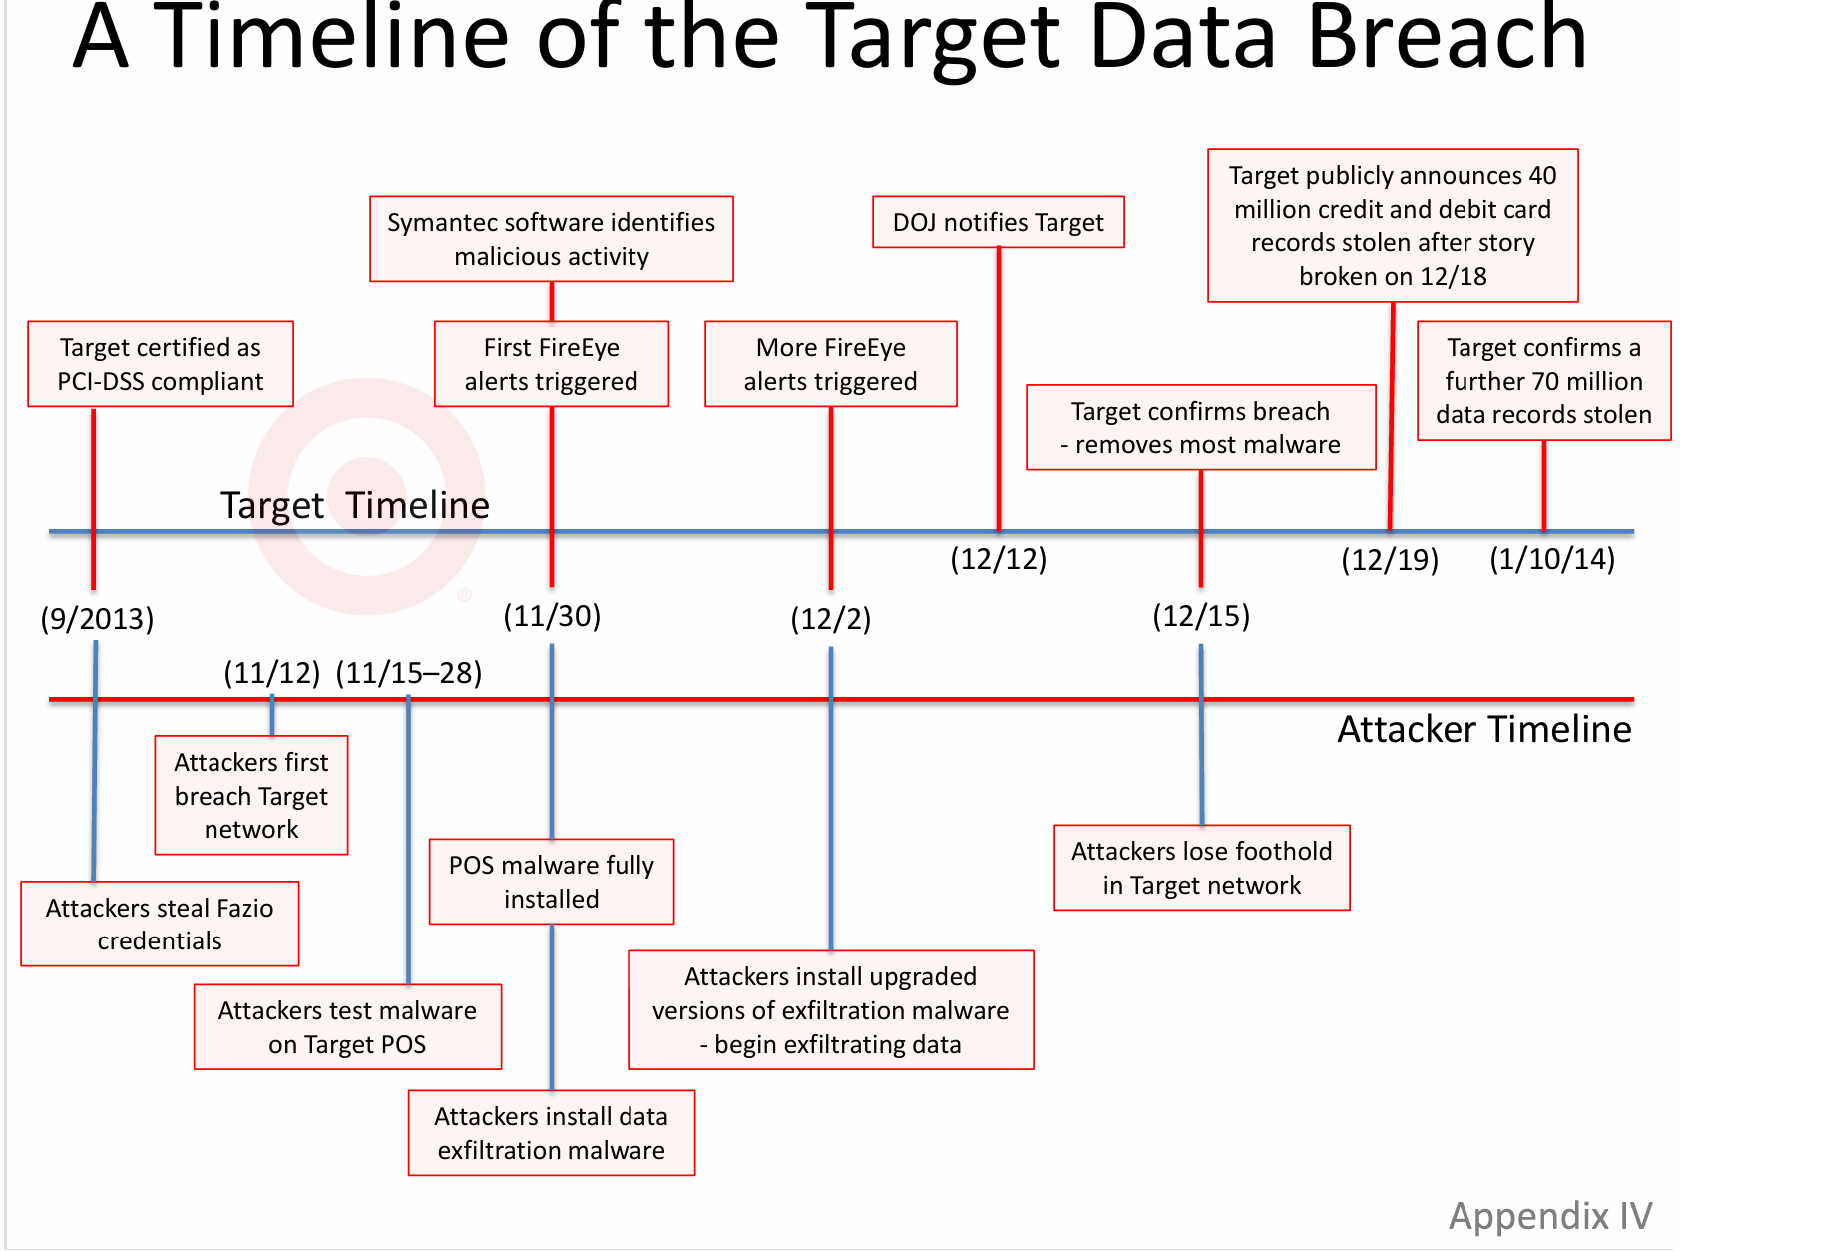 A Timeline of the Target Data Breach
Target publicly announces 40
million credit and debit card
records stolen after story
broken on 12/18
Symantec software identifies
malicious activity
DOJ notifies Target
Target certified as
PCI-DSS compliant
First FireEye
alerts triggered
More FireEye
alerts triggered
Target confirms a
further 70 million
data records stolen
Target confirms breach
- removes most malware
Target Timeline
(12/12)
(12/19)
(1/10/14)
®
(9/2013)
(11/30)
(12/2)
(12/15)
(11/12)
(11/15–28)
Attacker Timeline
Attackers first
breach Target
network
POS malware fully
installed
Attackers lose foothold
in Target network
Attackers steal Fazio
credentials
Attackers install upgraded
versions of exfiltration malware
- begin exfiltrating data
Attackers test malware
on Target POS
Attackers install data
exfiltration malware
Appendix IV